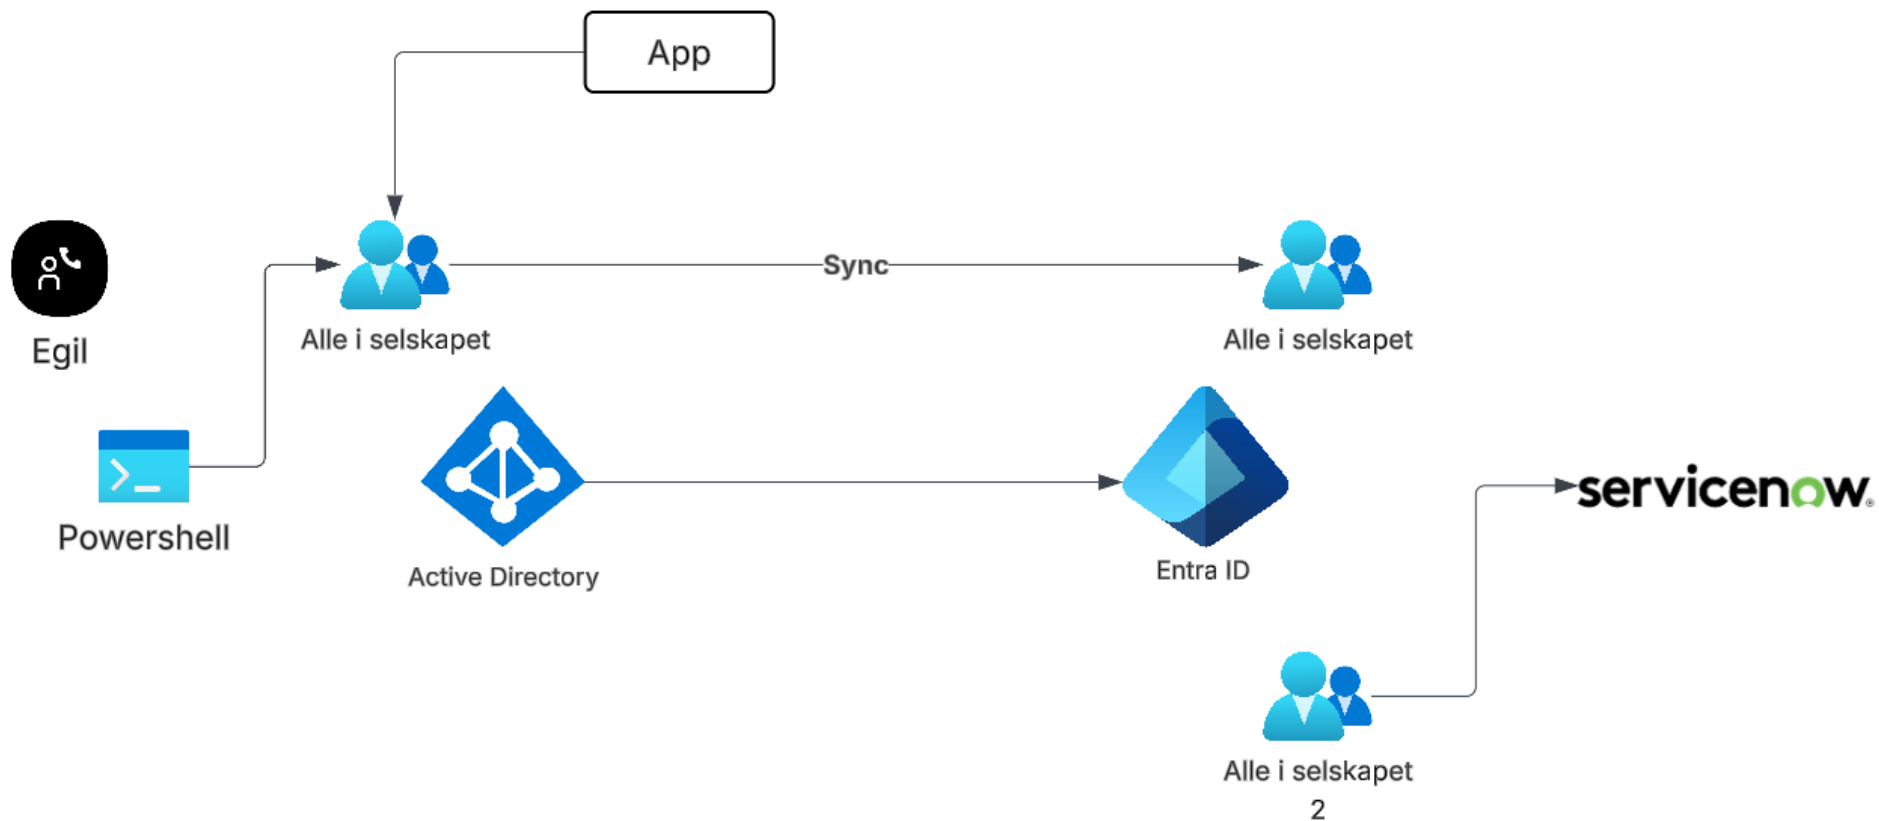 App
Sync
Alle i selskapet
Alle i selskapet
Egil
Powershell
Active Directory
Entra ID
servicenow®
Alle i selskapet
2